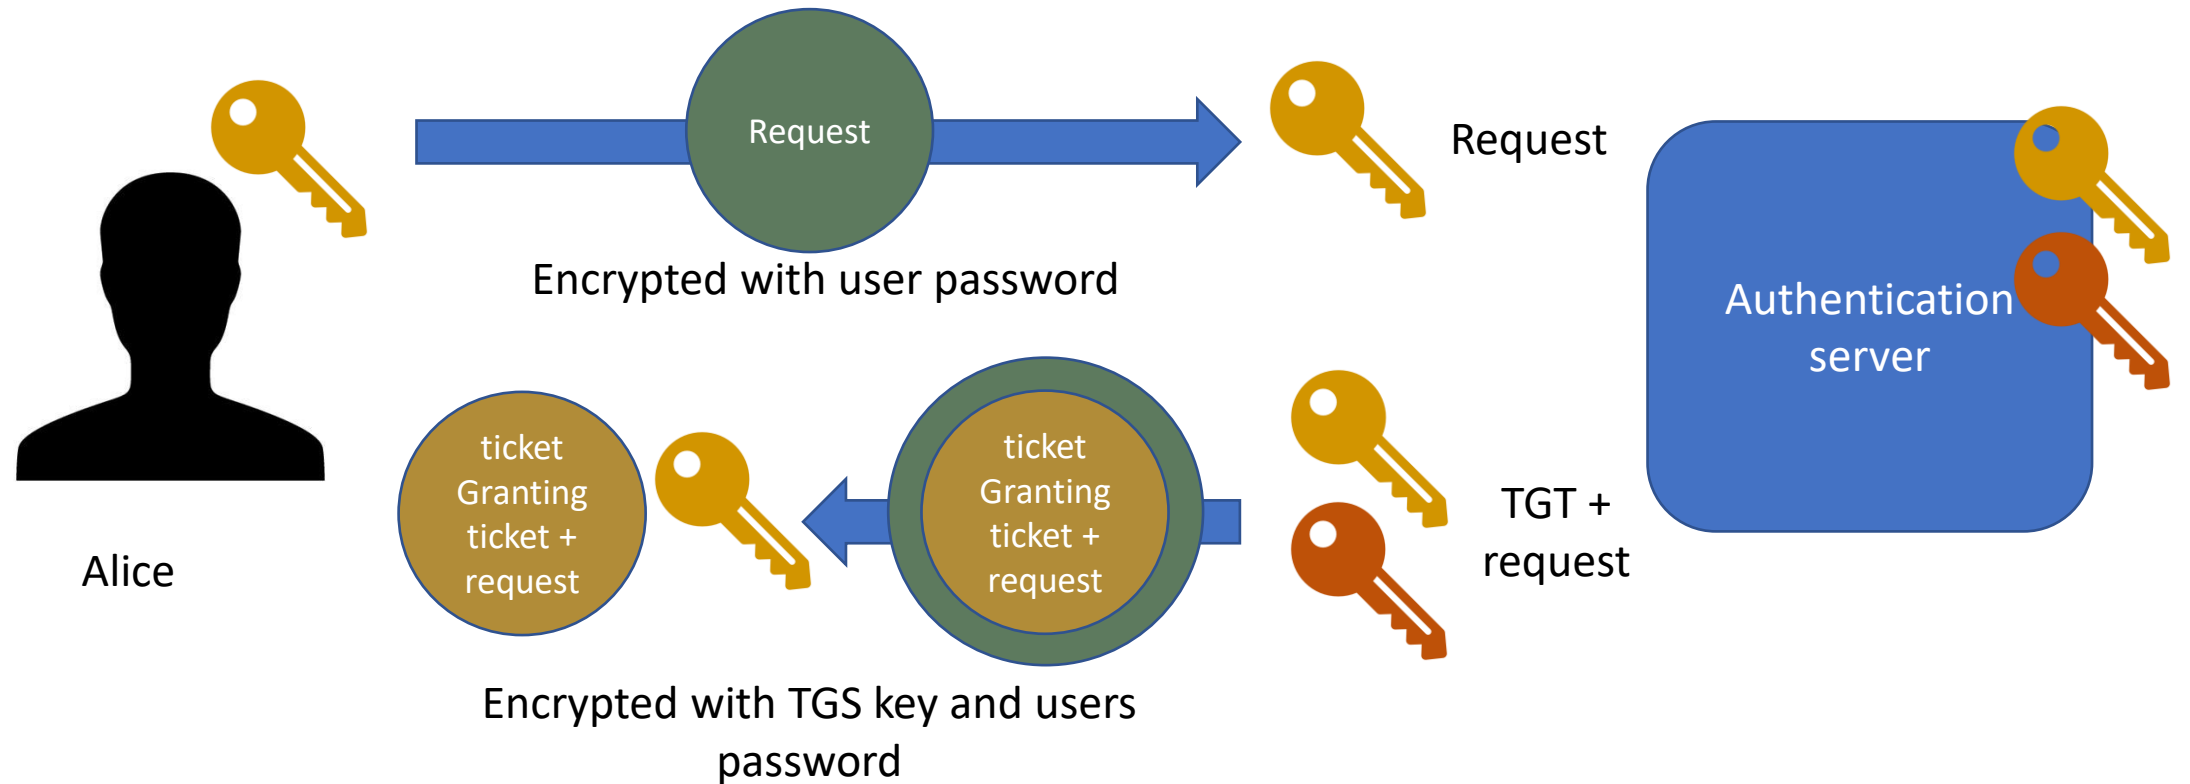 Request
Request
Encrypted with user password
Authentication
server
Alice
ticket
Granting
ticket +
request
ticket
Granting
ticket +
request
TGT +
request
Encrypted with TGS key and users
password